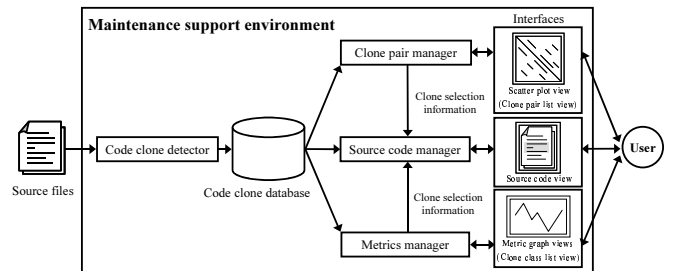 Interfaces
Maintenance support environment
Clone pair manager
Scatter plot view
(Clone pair list view)
Clone selection
information
Source files
Code clone detector
Code clone database
Source code manager
Source code view
User
Clone selection
information
Metrics manager
Metric graph views
(Clone class list view)